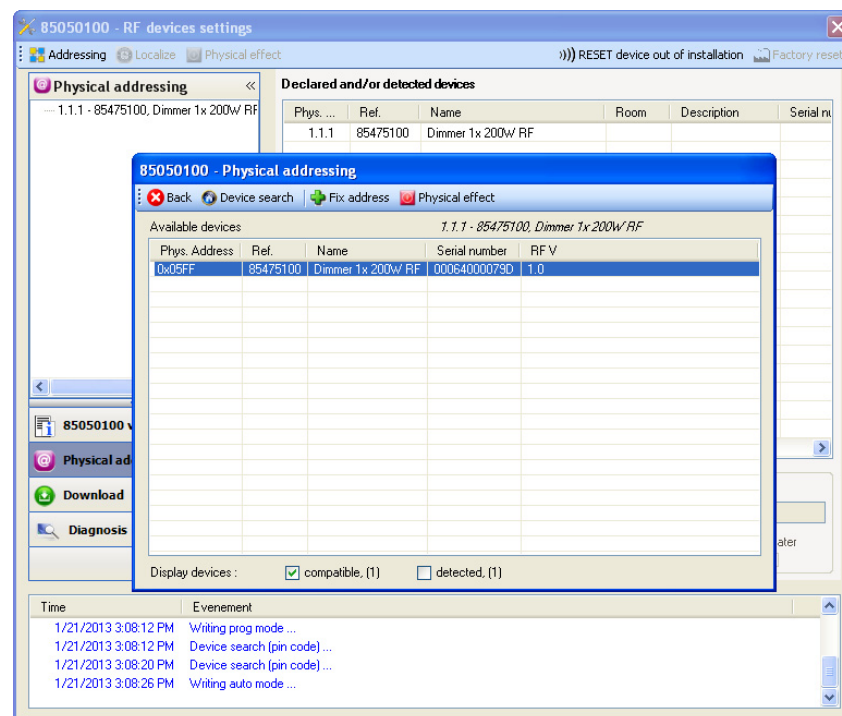 85050100 - RF devices settings
Addressing Localize Physical effect ))) RESET device out of installation Factory reset
Physical addressing «
1.1.1 - 85475100, Dimmer 1x 200W RF
Declared and/or detected devices
Phys. ... Ref. Name Room Description Serial nu
1.1.1 85475100 Dimmer 1x 200W RF
85050100 - Physical addressing
Back Device search Fix address Physical effect
Available devices 1.1.1 - 85475100, Dimmer 1x 200W RF
Phys. Address Ref. Name Serial number RF V
0x05FF 85475100 Dimmer 1x 200W RF 00064000079D 1.0
85050100 v
Physical ad
Download
Diagnosis
ater
Display devices : compatible, (1) detected, (1)
Time Evenement
1/21/2013 3:08:12 PM Writing prog mode ...
1/21/2013 3:08:12 PM Device search (pin code) ...
1/21/2013 3:08:20 PM Device search (pin code) ...
1/21/2013 3:08:26 PM Writing auto mode ...